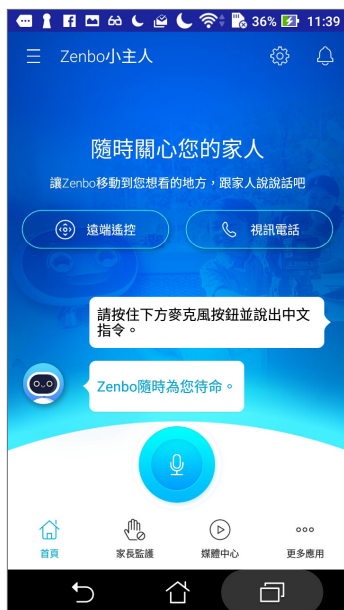 36% 11:39
Zenbo小主人
隨時關心您的家人
讓Zenbo移動到您想看的地方，跟家人說說話吧
遠端遙控 視訊電話
請按住下方麥克風按鈕並說出中文
指令。
Zenbo隨時為您待命。
首頁 家長監護 媒體中心 更多應用